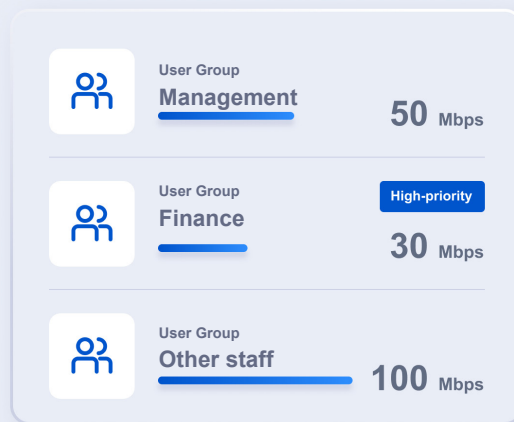 User Group
Management
50 Mbps
User Group
Finance
High-priority
30 Mbps
User Group
Other staff
100 Mbps